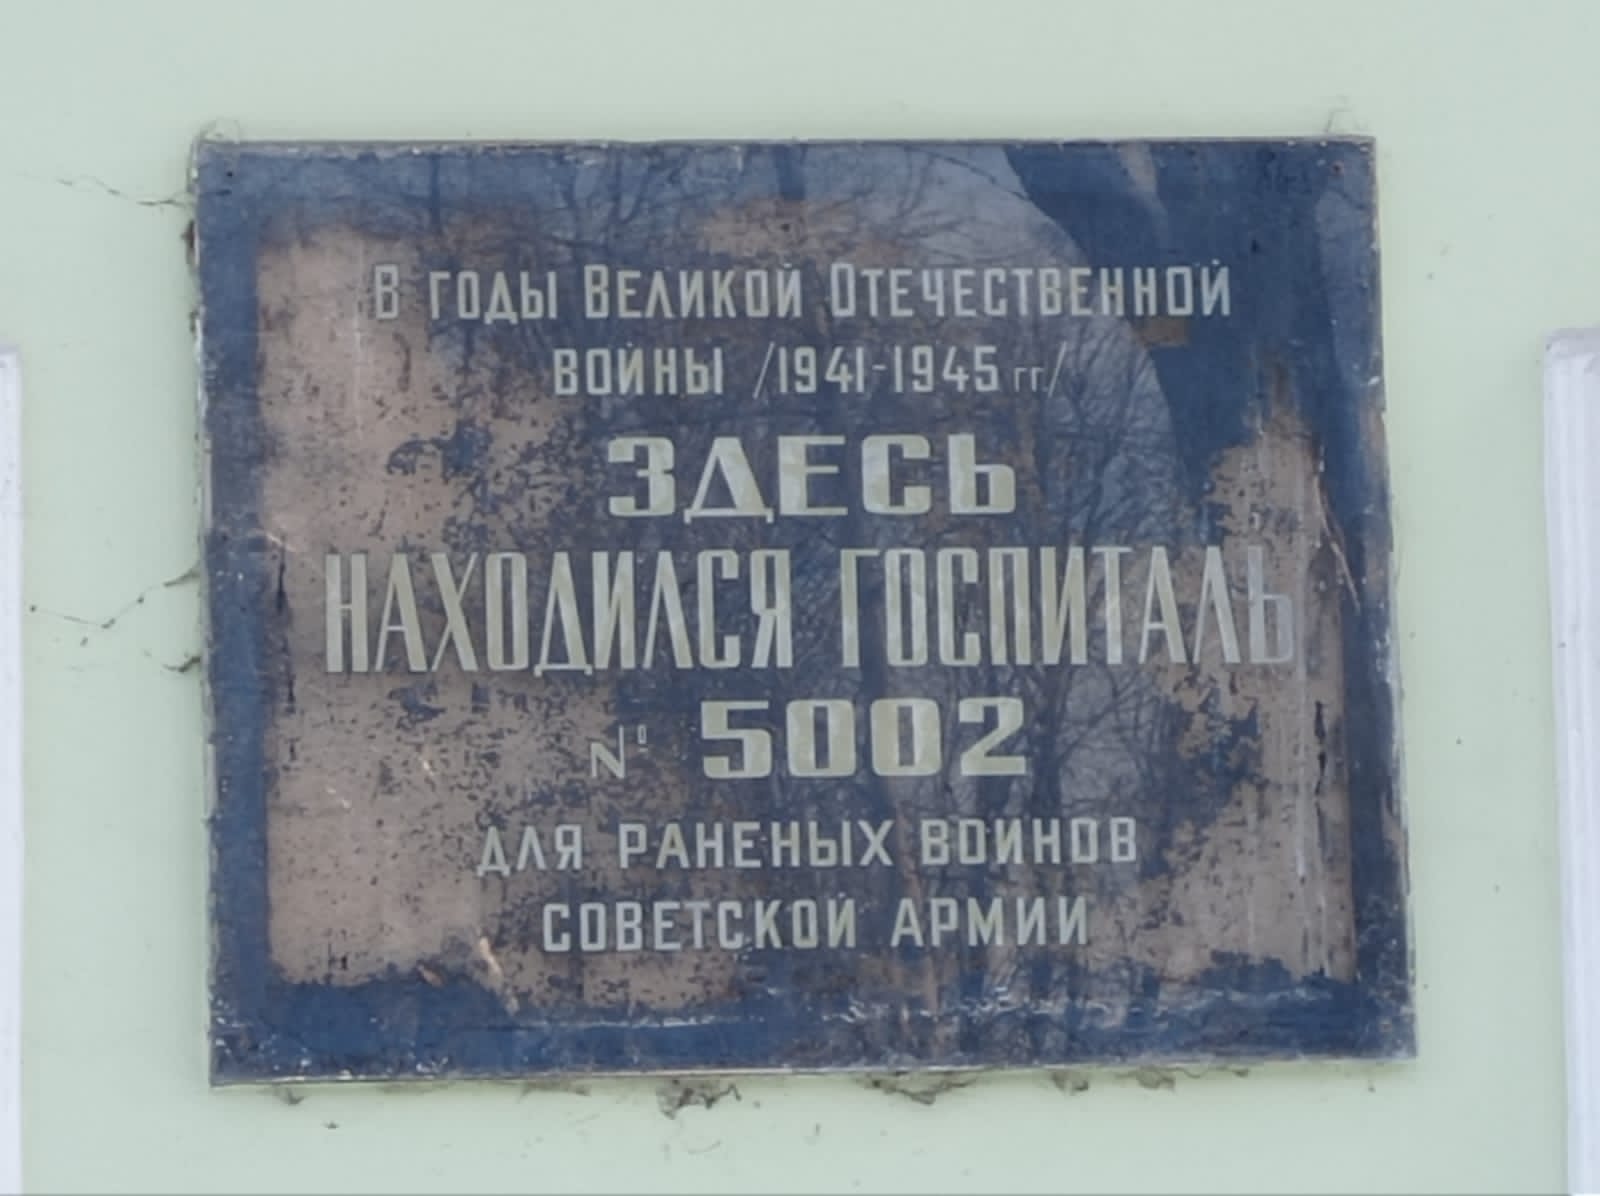 В годы Великой Отечественной
войны /1941-1945 гг/
ЗДЕСЬ
НАХОДИЛСЯ ГОСПИТАЛЬ
№ 5002
ДЛЯ РАНЕНЫХ ВОИНОВ
СОВЕТСКОЙ АРМИИ